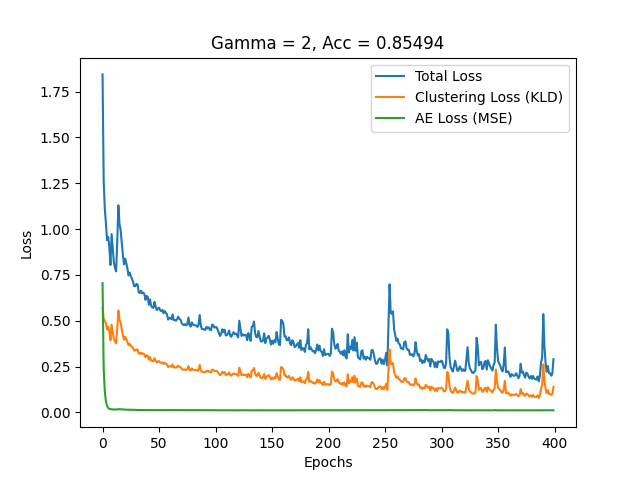 Gamma = 2, Acc = 0.85494
Total Loss
Clustering Loss (KLD)
AE Loss (MSE)
Loss
1.75
1.50
1.25
1.00
0.75
0.50
0.25
0.00
0 50 100 150 200 250 300 350 400
Epochs